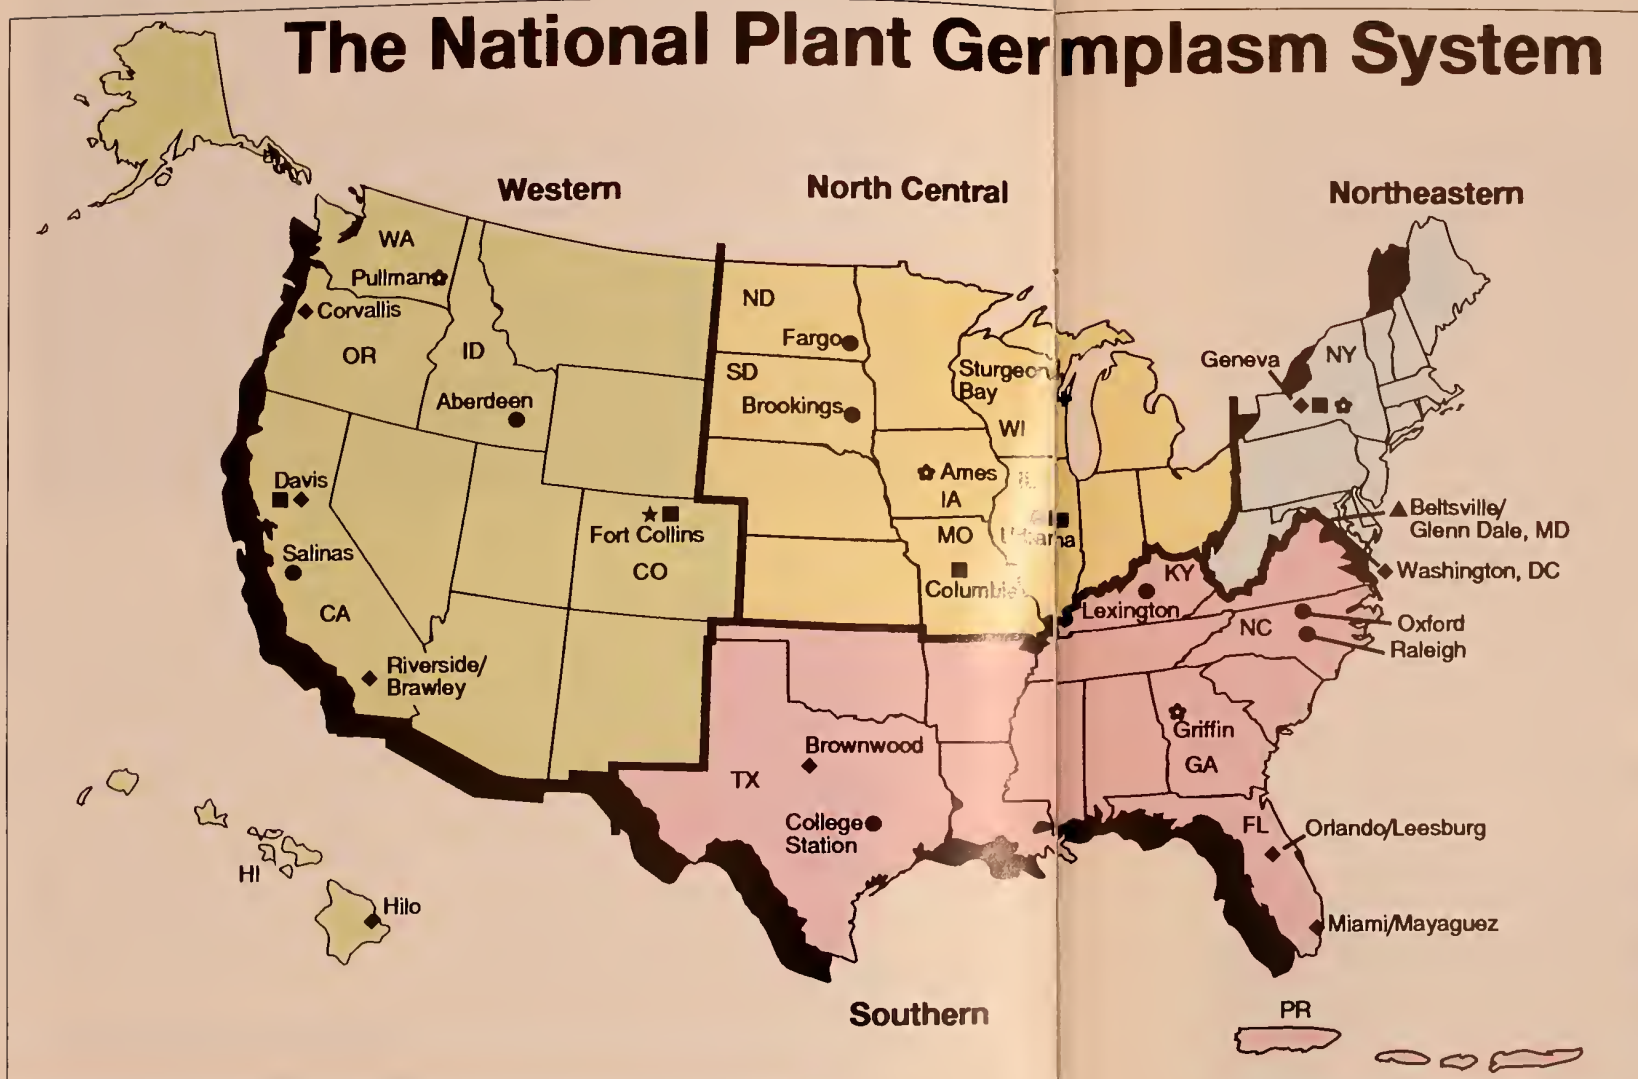 The National Plant Germplasm System
Western
North Central
Northeastern
WA
Pullman
Corvallis
OR
ID
Aberdeen
Davis
Salinas
CA
Riverside/
Brawley
Fort Collins
CO
HI
Hilo
ND
Fargo
SD
Brookings
Sturgeon
Bay
WI
Ames
IA
IL
MO
Urbana
Columbia
KY
Lexington
Geneva
NY
Beltsville/
Glenn Dale, MD
Washington, DC
NC
Oxford
Raleigh
Griffin
GA
Brownwood
TX
College
Station
FL
Orlando/Leesburg
Miami/Mayaguez
Southern
PR